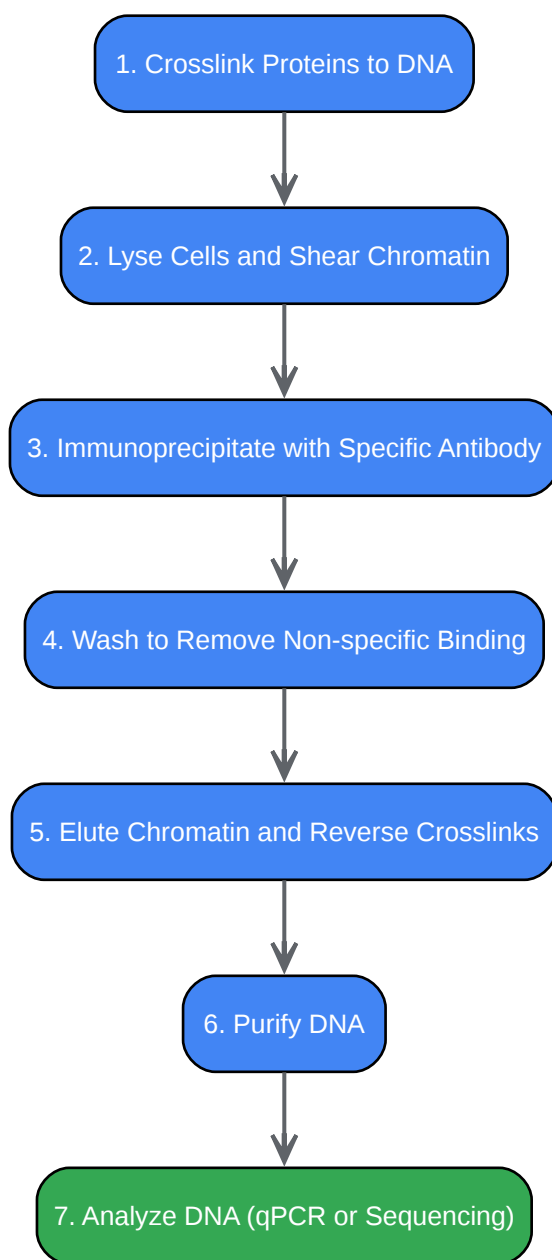 1. Crosslink Proteins to DNA
2. Lyse Cells and Shear Chromatin
3. Immunoprecipitate with Specific Antibody
4. Wash to Remove Non-specific Binding
5. Elute Chromatin and Reverse Crosslinks
6. Purify DNA
7. Analyze DNA (qPCR or Sequencing)